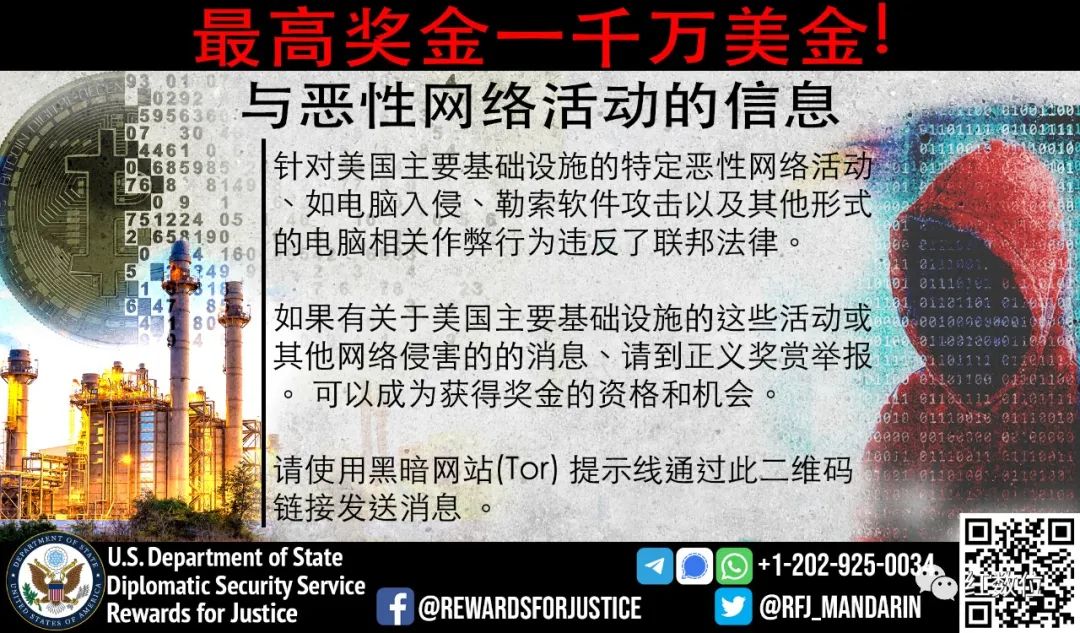 最高奖金一千万美金!
与恶性网络活动的信息
针对美国主要基础设施的特定恶性网络活动
、如电脑入侵、勒索软件攻击以及其他形式
的电脑相关作弊行为违反了联邦法律。
如果有关于美国主要基础设施的这些活动或
其他网络侵害的的消息、请到正义奖赏举报
。 可以成为获得奖金的资格和机会。
请使用黑暗网站(Tor) 提示线通过此二维码
链接发送消息 。
DEPARTMENT OF STATE
UNITED STATES OF AMERICA
U.S. Department of State
Diplomatic Security Service
Rewards for Justice
+1-202-925-0034
@REWARDSFORJUSTICE
@RFJ_MANDARIN
红数位